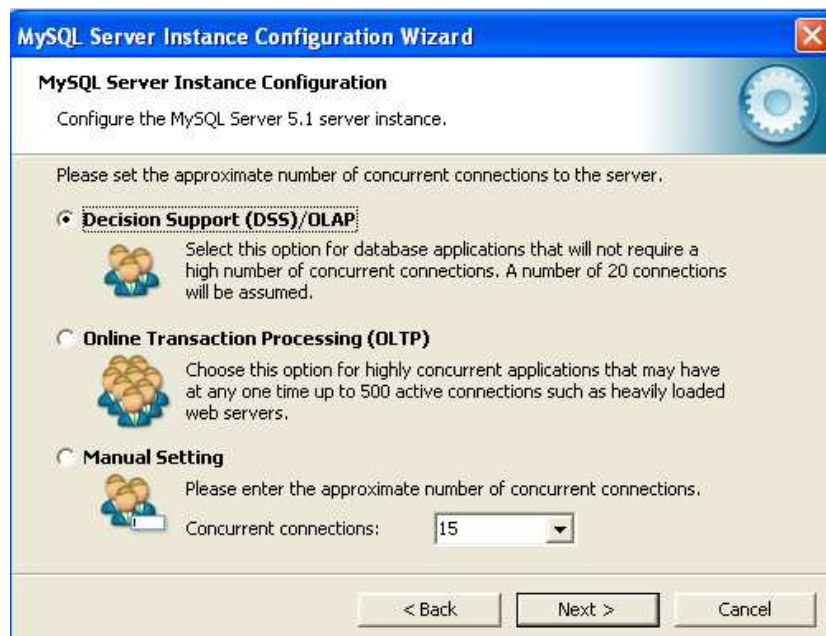 MySQL Server Instance Configuration Wizard
MySQL Server Instance Configuration
Configure the MySQL Server 5.1 server instance.
Please set the approximate number of concurrent connections to the server.
Decision Support (DSS)/OLAP
Select this option for database applications that will not require a
high number of concurrent connections. A number of 20 connections
will be assumed.
Online Transaction Processing (OLTP)
Choose this option for highly concurrent applications that may have
at any one time up to 500 active connections such as heavily loaded
web servers.
Manual Setting
Please enter the approximate number of concurrent connections.
Concurrent connections: 15
< Back Next > Cancel